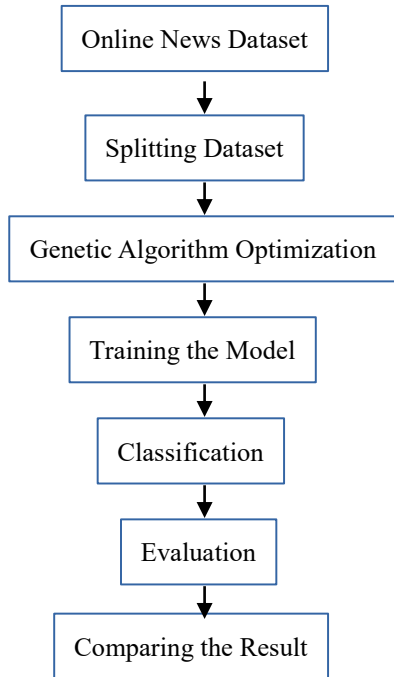 Online News Dataset
Splitting Dataset
Genetic Algorithm Optimization
Training the Model
Classification
Evaluation
Comparing the Result